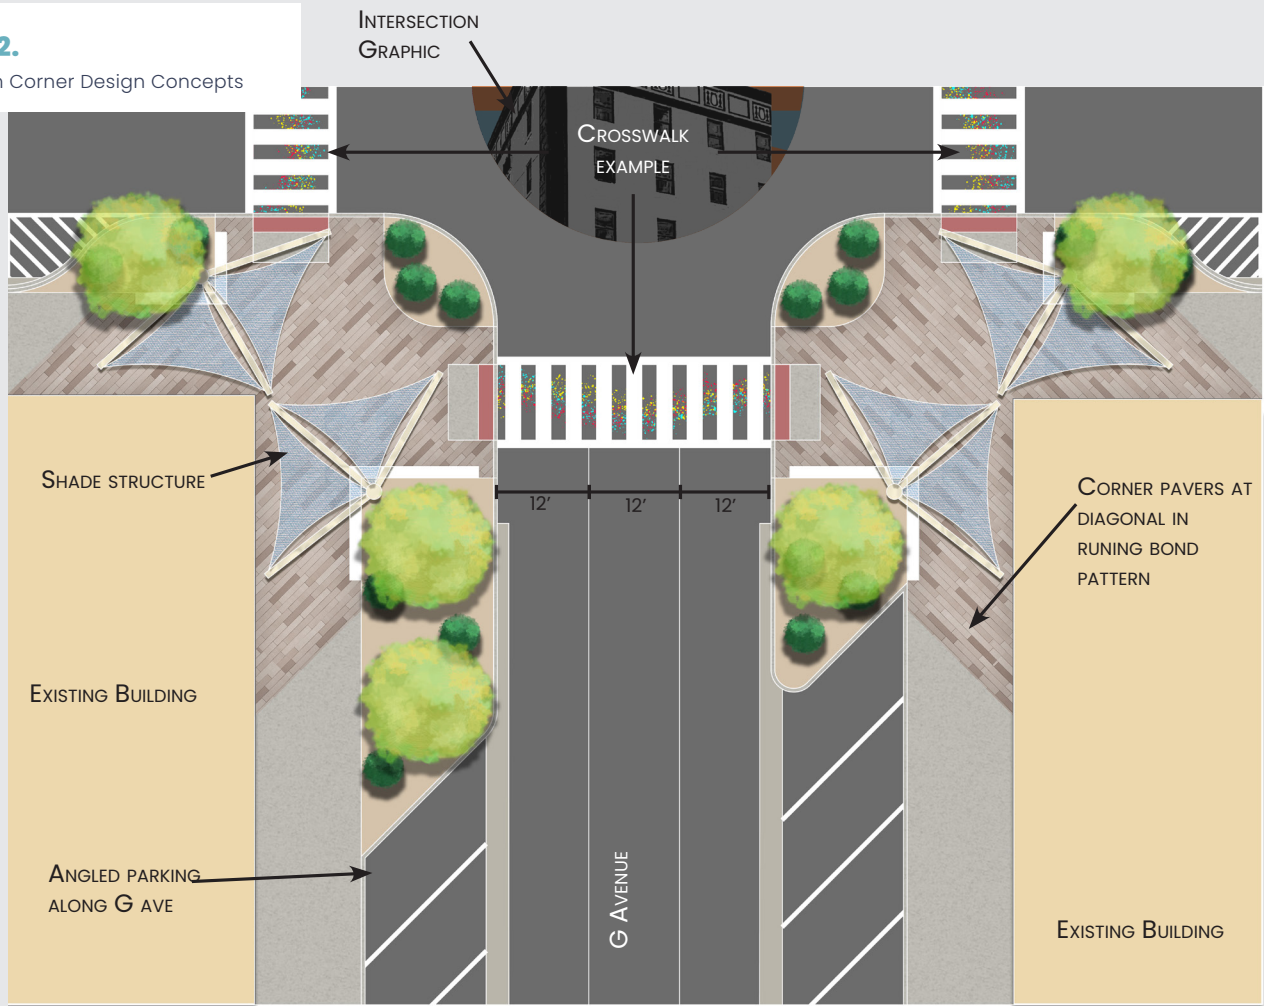 2.
Corner Design Concepts
Intersection
Graphic
Crosswalk
example
Shade structure
12'
12'
12'
Corner pavers at
diagonal in
runing bond
pattern
Existing Building
Angled parking
along G ave
G Avenue
Existing Building